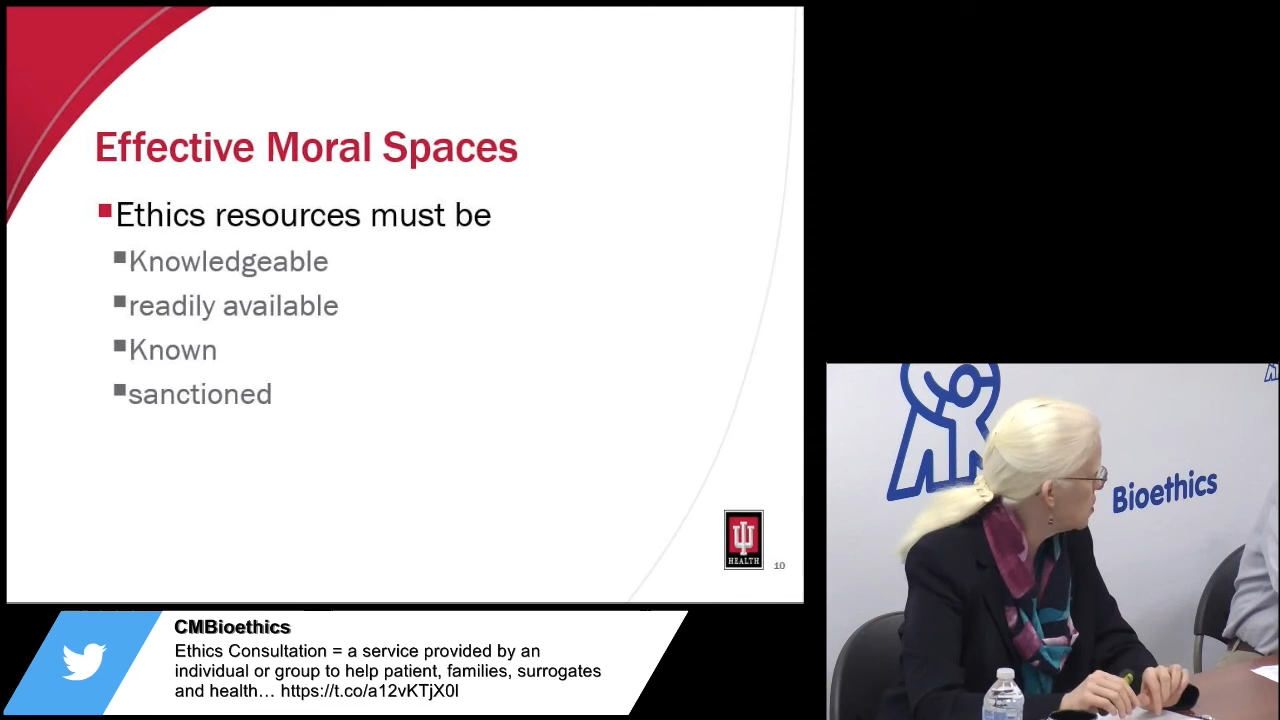 Effective Moral Spaces
Ethics resources must be
Knowledgeable
readily available
Known
sanctioned
HEALTH
10
Bioethics
CMBioethics
Ethics Consultation = a service provided by an
individual or group to help patient, families, surrogates
and health… https://t.co/a12vKTjX0l